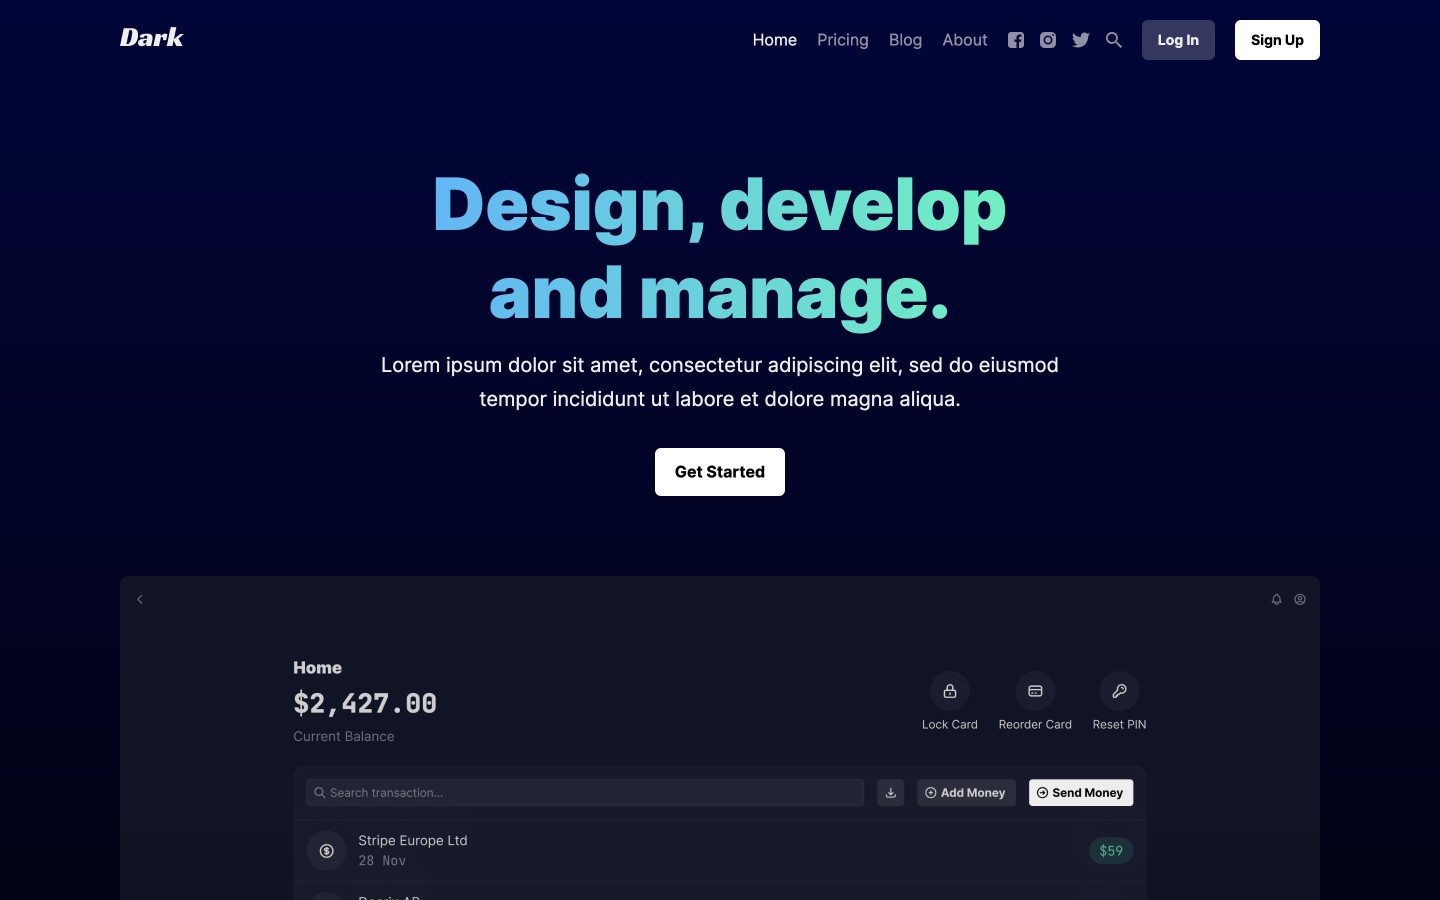 Dark
Home Pricing Blog About Log In Sign Up
Design, develop
and manage.
Lorem ipsum dolor sit amet, consectetur adipiscing elit, sed do eiusmod
tempor incididunt ut labore et dolore magna aliqua.
Get Started
Home
$2,427.00
Current Balance
Lock Card Reorder Card Reset PIN
Search transaction... Add Money Send Money
Stripe Europe Ltd
28 Nov
$59